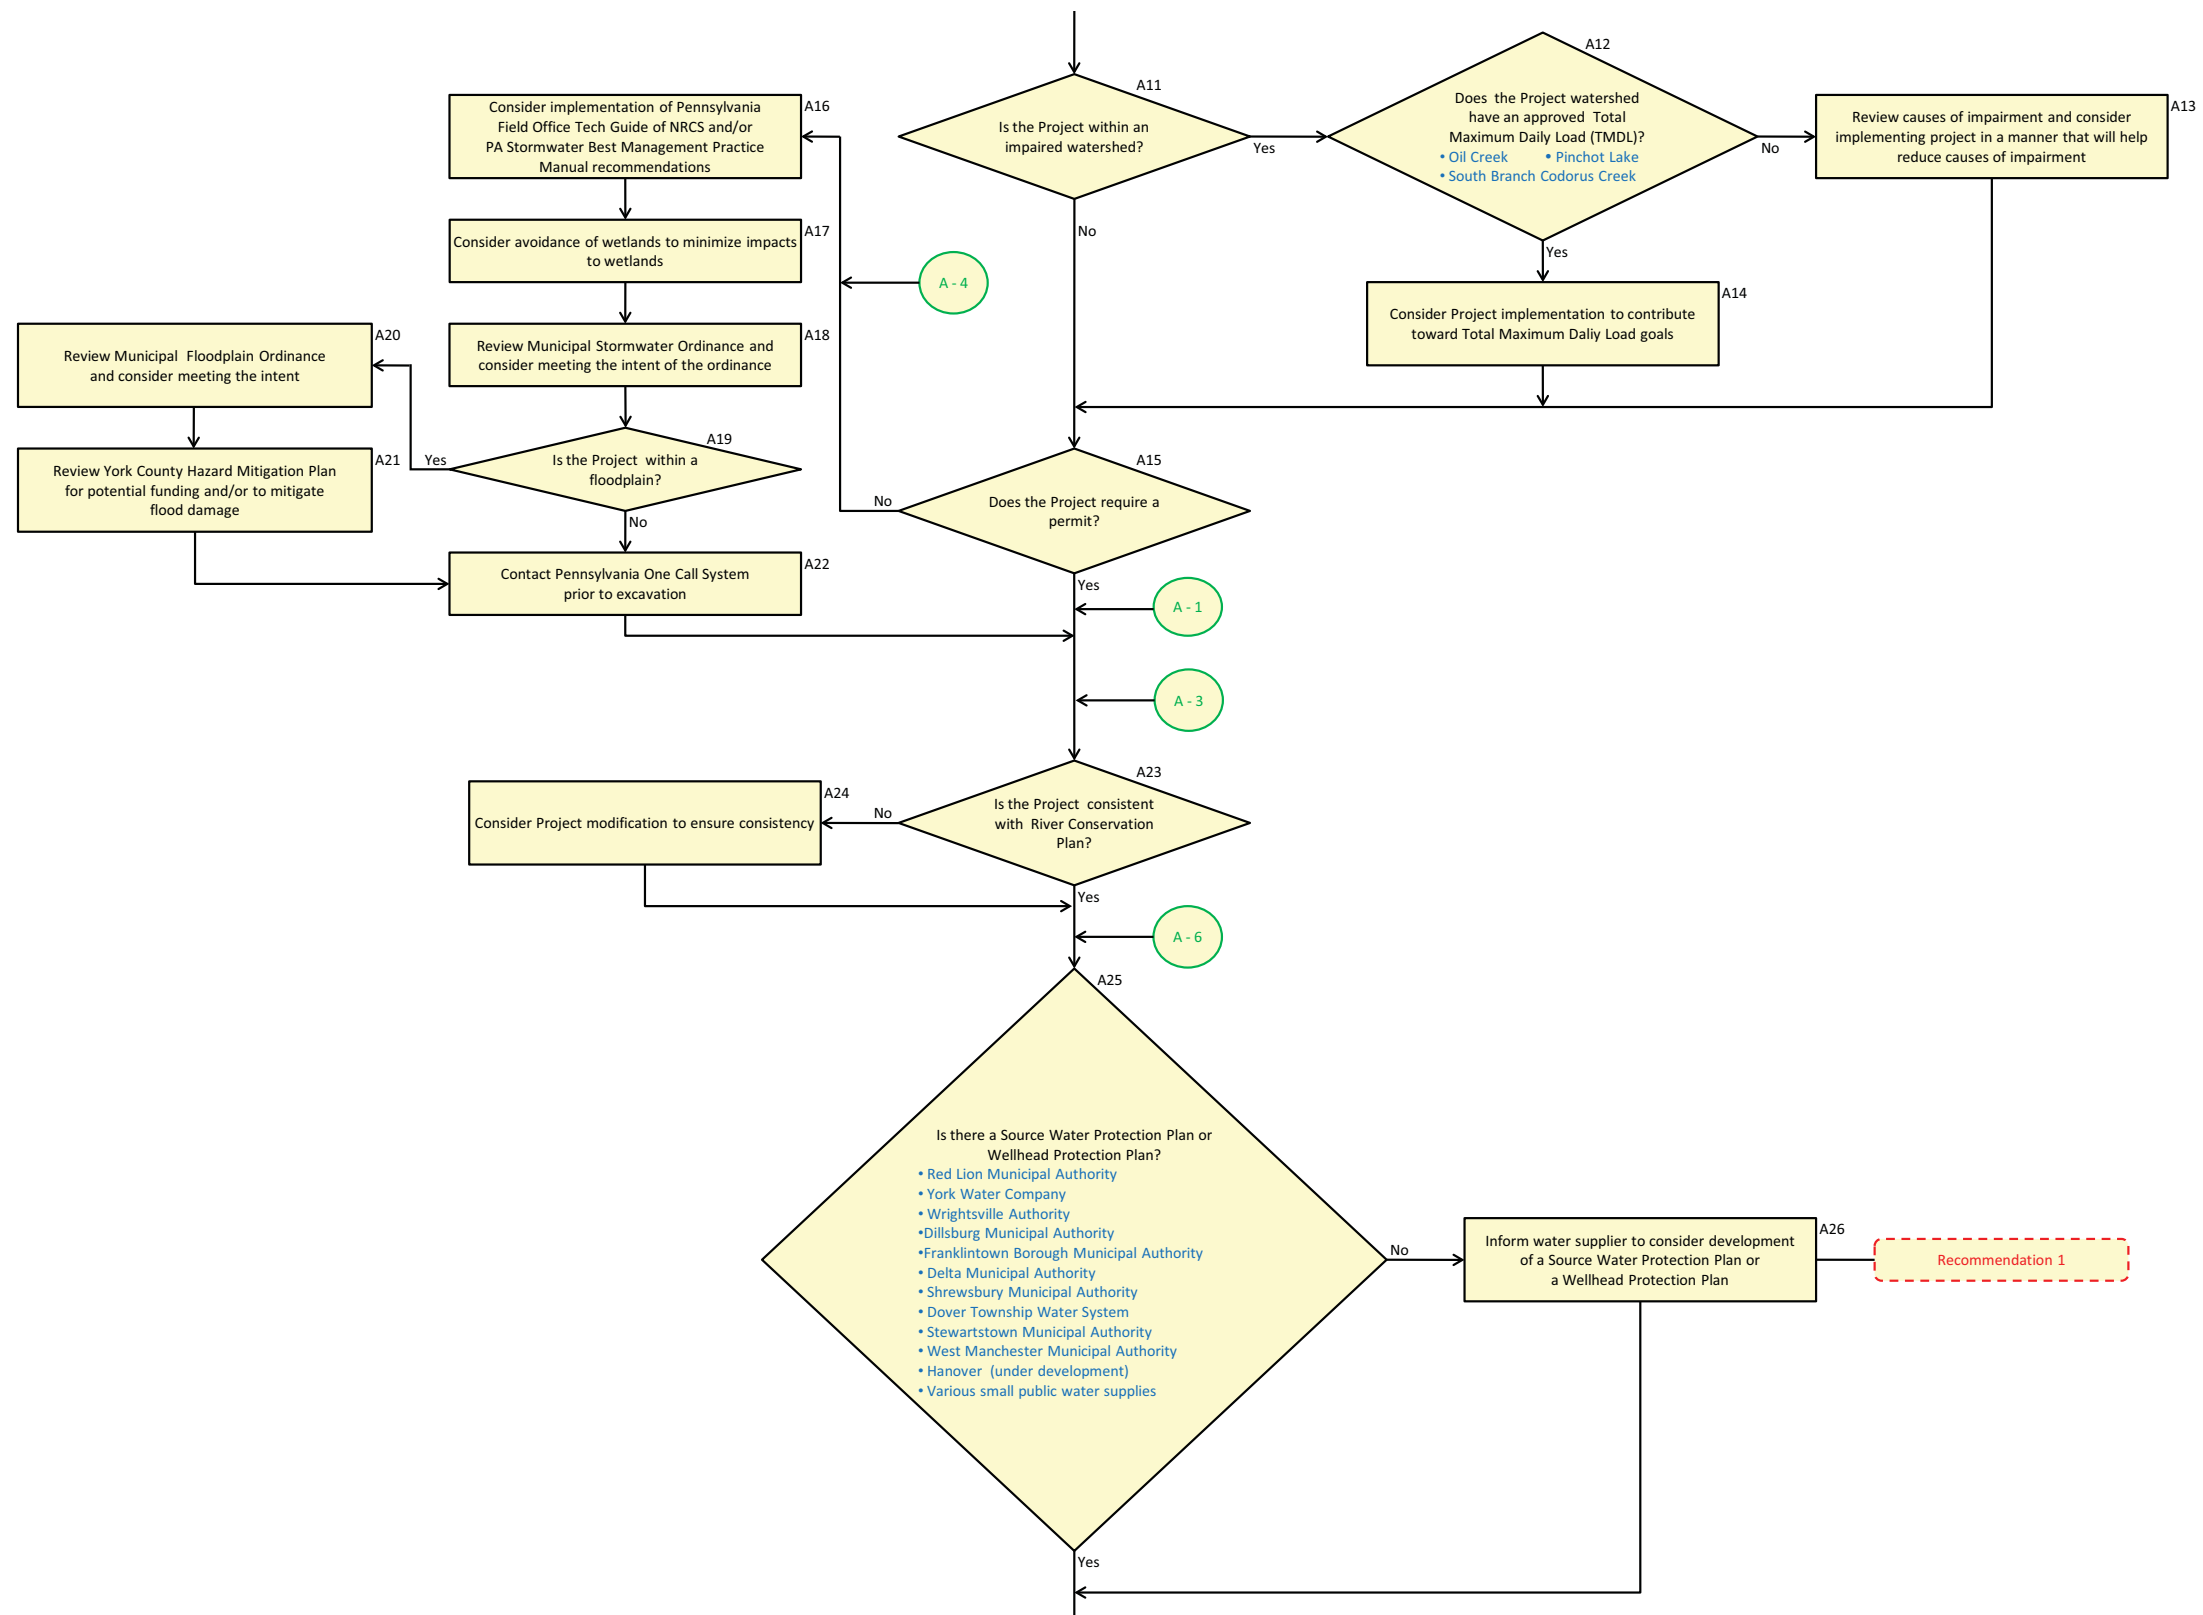 A11
Is the Project within an
impaired watershed?
Yes
No
A12
Does the Project watershed
have an approved Total
Maximum Daily Load (TMDL)?
• Oil Creek • Pinchot Lake
• South Branch Codorus Creek
No
Yes
A13
Review causes of impairment and consider
implementing project in a manner that will help
reduce causes of impairment
A14
Consider Project implementation to contribute
toward Total Maximum Daliy Load goals
A15
Does the Project require a
permit?
No
Yes
A16
Consider implementation of Pennsylvania
Field Office Tech Guide of NRCS and/or
PA Stormwater Best Management Practice
Manual recommendations
A17
Consider avoidance of wetlands to minimize impacts
to wetlands
A - 4
A18
Review Municipal Stormwater Ordinance and
consider meeting the intent of the ordinance
A19
Is the Project within a
floodplain?
Yes
No
A20
Review Municipal Floodplain Ordinance
and consider meeting the intent
A21
Review York County Hazard Mitigation Plan
for potential funding and/or to mitigate
flood damage
A22
Contact Pennsylvania One Call System
prior to excavation
A - 1
A - 3
A23
Is the Project consistent
with River Conservation
Plan?
No
Yes
A24
Consider Project modification to ensure consistency
A - 6
A25
Is there a Source Water Protection Plan or
Wellhead Protection Plan?
• Red Lion Municipal Authority
• York Water Company
• Wrightsville Authority
•Dillsburg Municipal Authority
•Franklintown Borough Municipal Authority
• Delta Municipal Authority
• Shrewsbury Municipal Authority
• Dover Township Water System
• Stewartstown Municipal Authority
• West Manchester Municipal Authority
• Hanover (under development)
• Various small public water supplies
No
Yes
A26
Inform water supplier to consider development
of a Source Water Protection Plan or
a Wellhead Protection Plan
Recommendation 1